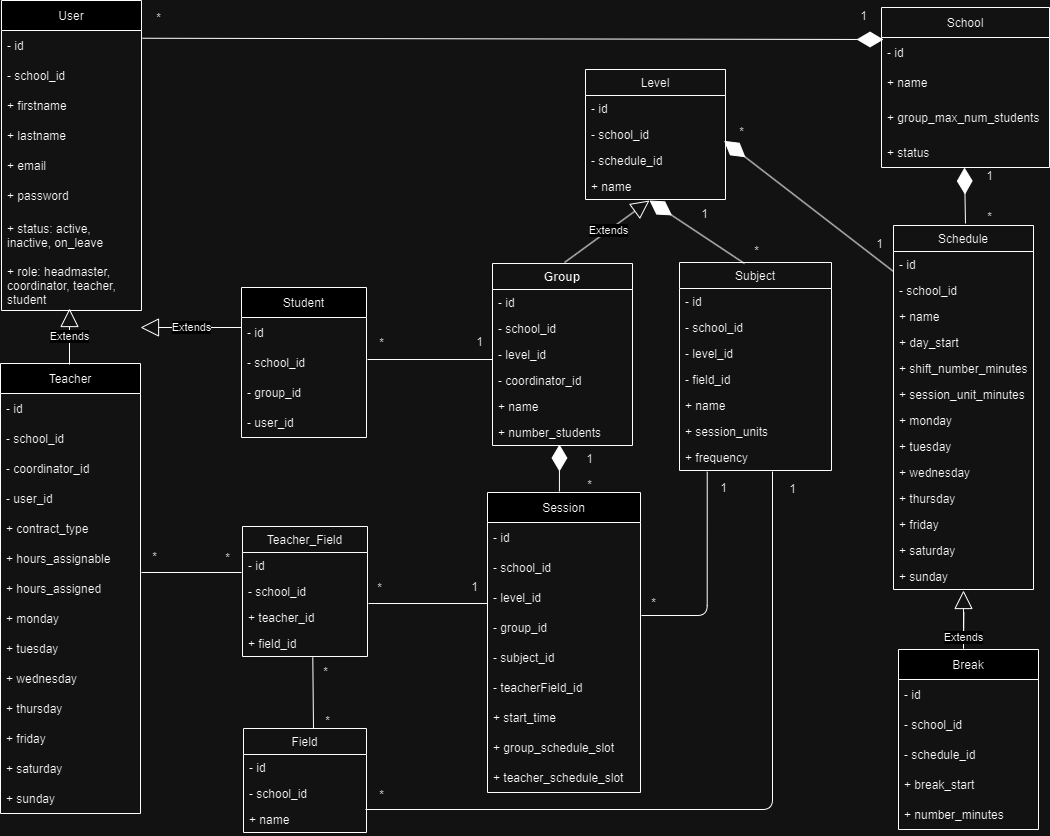 User
- id
- school_id
+ firstname
+ lastname
+ email
+ password
+ status: active,
inactive, on_leave
+ role: headmaster,
coordinator, teacher,
student
*
1
School
- id
+ name
+ group_max_num_students
+ status
1
*
Level
- id
- school_id
- schedule_id
+ name
*
1
Extends
1
*
Schedule
- id
- school_id
+ name
+ day_start
+ shift_number_minutes
+ session_unit_minutes
+ monday
+ tuesday
+ wednesday
+ thursday
+ friday
+ saturday
+ sunday
Group
- id
- school_id
- level_id
- coordinator_id
+ name
+ number_students
1
*
Subject
- id
- school_id
- level_id
- field_id
+ name
+ session_units
+ frequency
1
1
Extends
Extends
Student
- id
- school_id
- group_id
- user_id
*
1
Teacher
- id
- school_id
- coordinator_id
- user_id
+ contract_type
+ hours_assignable
+ hours_assigned
+ monday
+ tuesday
+ wednesday
+ thursday
+ friday
+ saturday
+ sunday
*
*
Teacher_Field
- id
- school_id
+ teacher_id
+ field_id
*
1
*
*
Session
- id
- school_id
- level_id
- group_id
- subject_id
- teacherField_id
+ start_time
+ group_schedule_slot
+ teacher_schedule_slot
*
Field
- id
- school_id
+ name
*
Extends
Break
- id
- school_id
- schedule_id
+ break_start
+ number_minutes